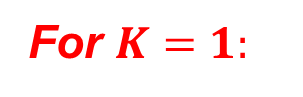 For K = 1: